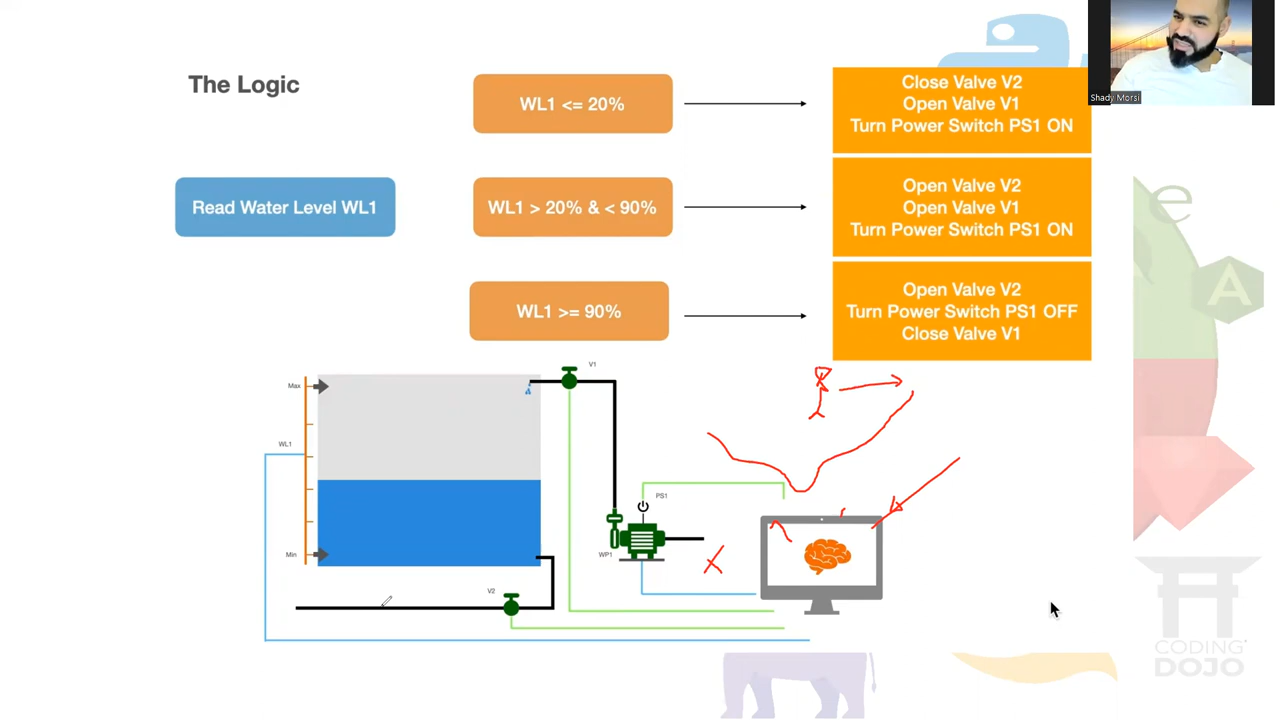 Shady Morsi
The Logic
WL1 <= 20%
Close Valve V2
Open Valve V1
Turn Power Switch PS1 ON
Read Water Level WL1
WL1 > 20% & < 90%
Open Valve V2
Open Valve V1
Turn Power Switch PS1 ON
WL1 >= 90%
Open Valve V2
Turn Power Switch PS1 OFF
Close Valve V1
V1
Max
WL1
PS1
WP1
Min
V2
e
A
CODING
DOJO